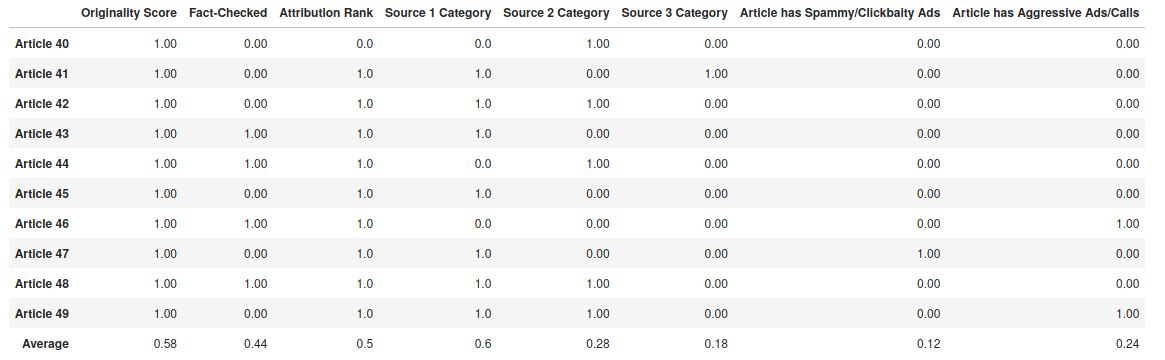 Originality Score Fact-Checked Attribution Rank Source 1 Category Source 2 Category Source 3 Category Article has Spammy/Clickbaity Ads Article has Aggressive Ads/Calls
Article 40 1.00 0.00 0.0 0.0 1.00 0.00 0.00 0.00
Article 41 1.00 0.00 1.0 1.0 0.00 1.00 0.00 0.00
Article 42 1.00 0.00 1.0 1.0 1.00 0.00 0.00 0.00
Article 43 1.00 1.00 1.0 1.0 0.00 0.00 0.00 0.00
Article 44 1.00 1.00 1.0 0.0 1.00 0.00 0.00 0.00
Article 45 1.00 0.00 1.0 1.0 0.00 0.00 0.00 0.00
Article 46 1.00 1.00 1.0 0.0 0.00 0.00 0.00 1.00
Article 47 1.00 0.00 1.0 1.0 0.00 0.00 1.00 0.00
Article 48 1.00 1.00 1.0 1.0 1.00 0.00 0.00 0.00
Article 49 1.00 0.00 1.0 1.0 1.00 0.00 0.00 1.00
Average 0.58 0.44 0.5 0.6 0.28 0.18 0.12 0.24